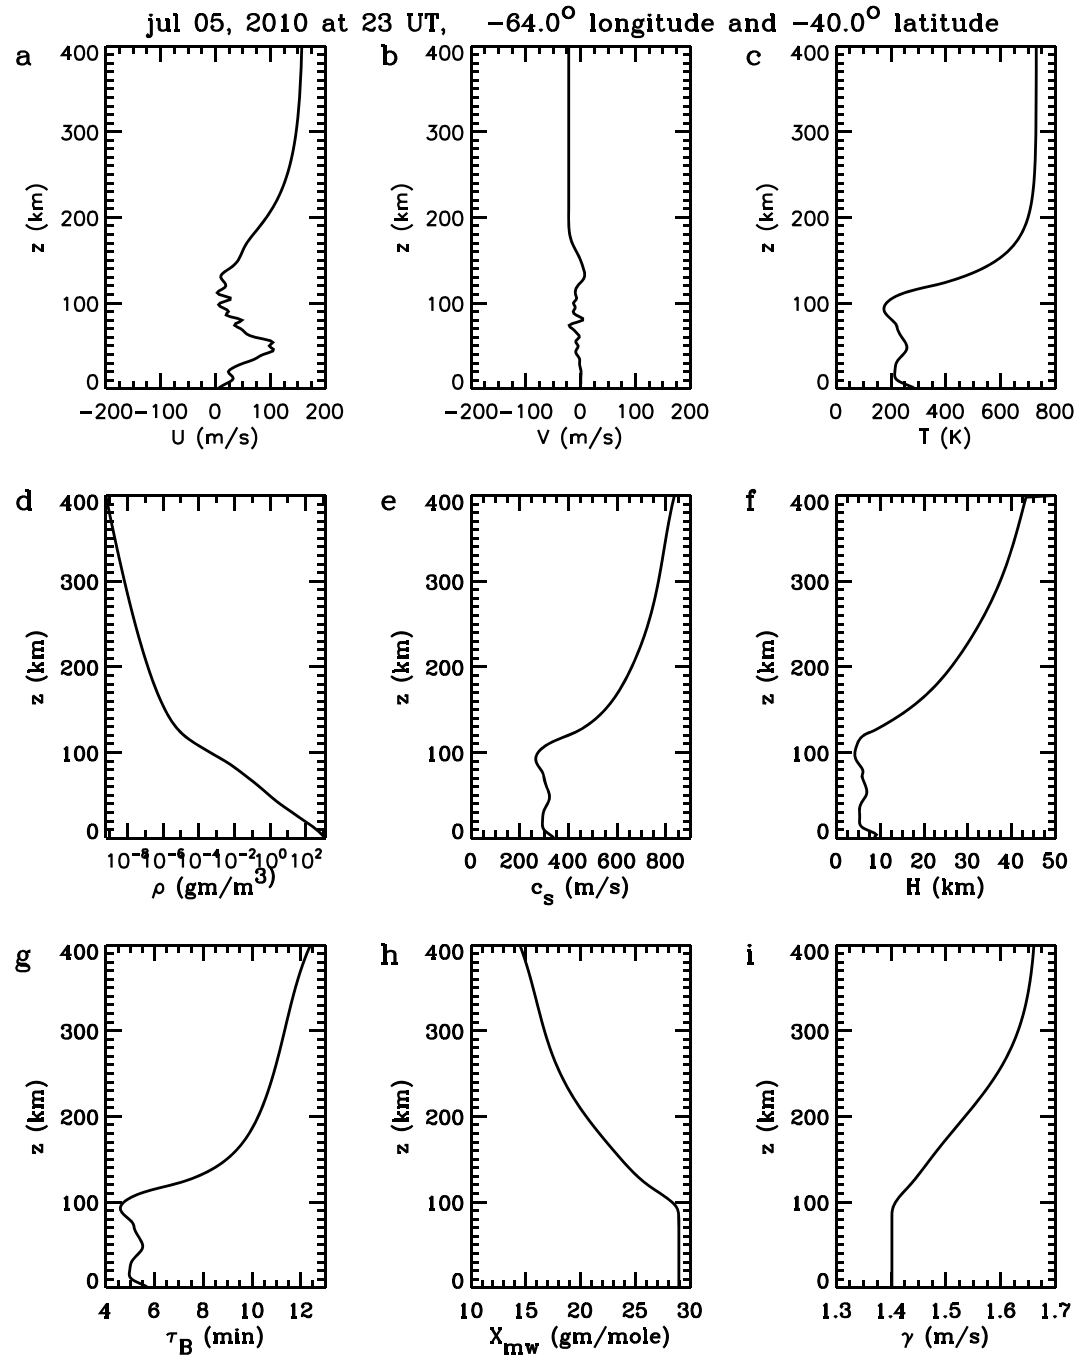 jul 05, 2010 at 23 UT, −64.0° longitude and −40.0° latitude
a
400
300
200
100
0
z (km)
−200−100 0 100 200
U (m/s)
b
400
300
200
100
0
z (km)
−200−100 0 100 200
V (m/s)
c
400
300
200
100
0
z (km)
0 200 400 600 800
T (K)
d
400
300
200
100
0
z (km)
10⁻⁸ 10⁻⁶ 10⁻⁴ 10⁻² 10⁰ 10²
ρ (gm/m³)
e
400
300
200
100
0
z (km)
0 200 400 600 800
c_s (m/s)
f
400
300
200
100
0
z (km)
0 10 20 30 40 50
H (km)
g
400
300
200
100
0
z (km)
4 6 8 10 12
τ_B (min)
h
400
300
200
100
0
z (km)
10 15 20 25 30
X_mw (gm/mole)
i
400
300
200
100
0
z (km)
1.3 1.4 1.5 1.6 1.7
γ (m/s)